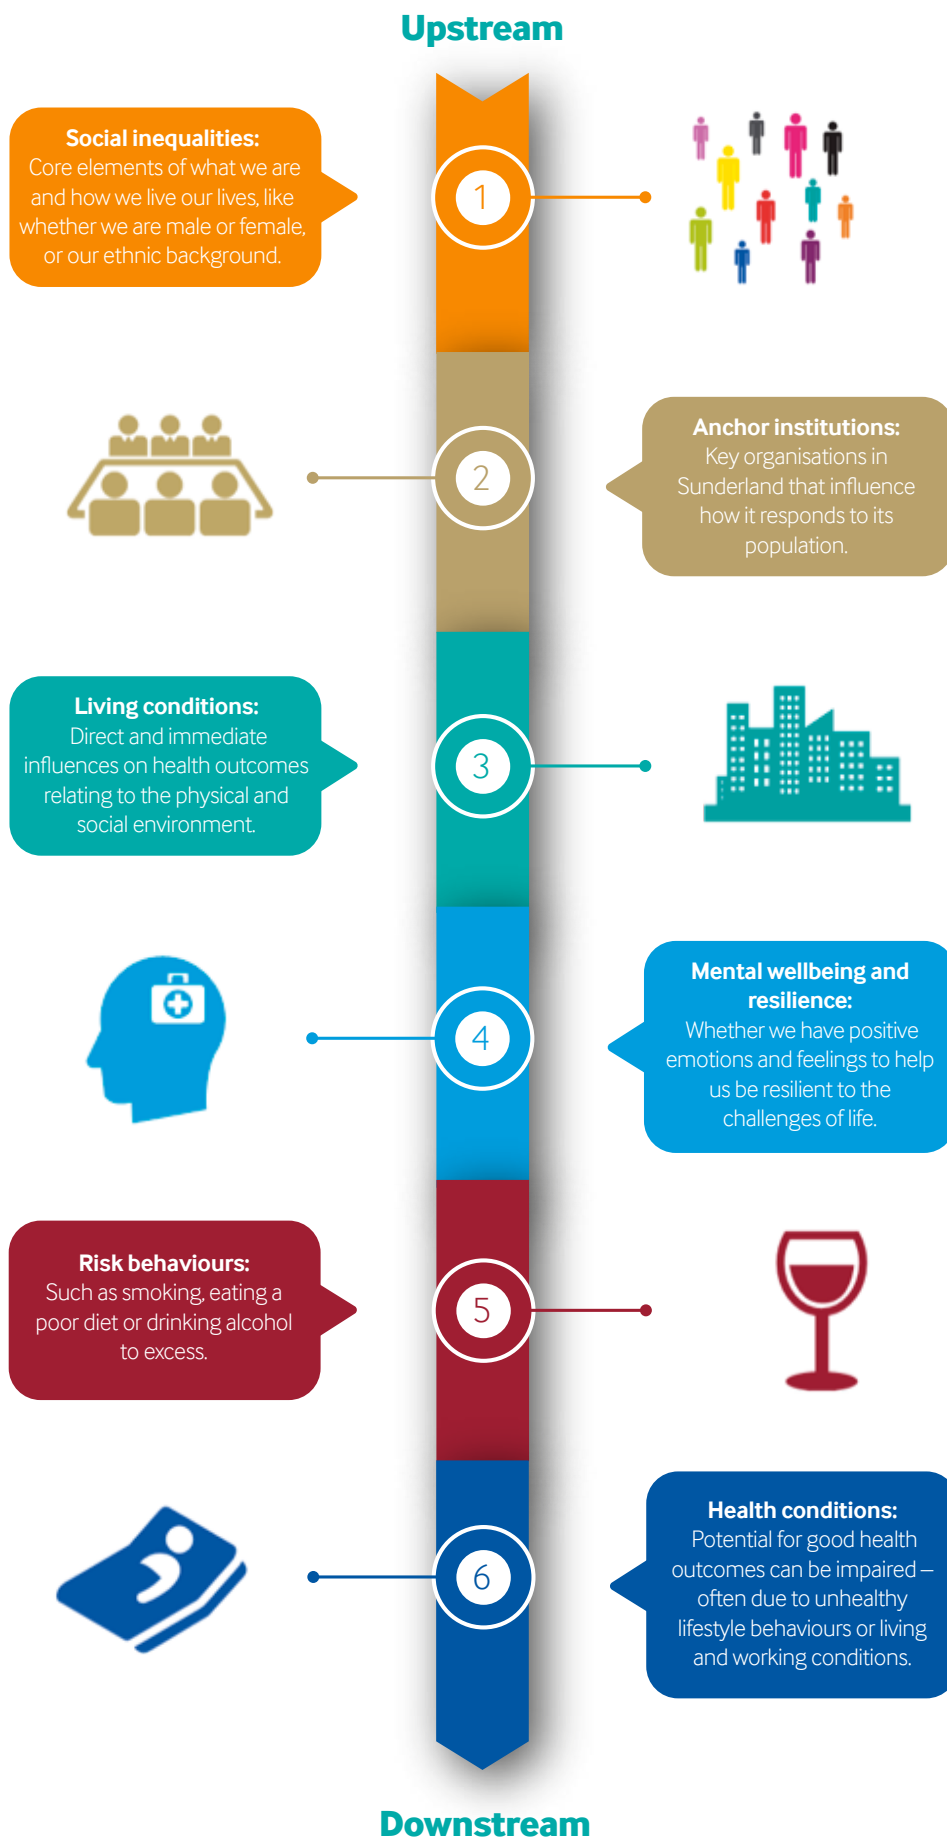 Upstream
Social inequalities:
Core elements of what we are
and how we live our lives, like
whether we are male or female,
or our ethnic background.
1
2
Anchor institutions:
Key organisations in
Sunderland that influence
how it responds to its
population.
Living conditions:
Direct and immediate
influences on health outcomes
relating to the physical and
social environment.
3
4
Mental wellbeing and
resilience:
Whether we have positive
emotions and feelings to help
us be resilient to the
challenges of life.
Risk behaviours:
Such as smoking, eating a
poor diet or drinking alcohol
to excess.
5
6
Health conditions:
Potential for good health
outcomes can be impaired –
often due to unhealthy
lifestyle behaviours or living
and working conditions.
Downstream